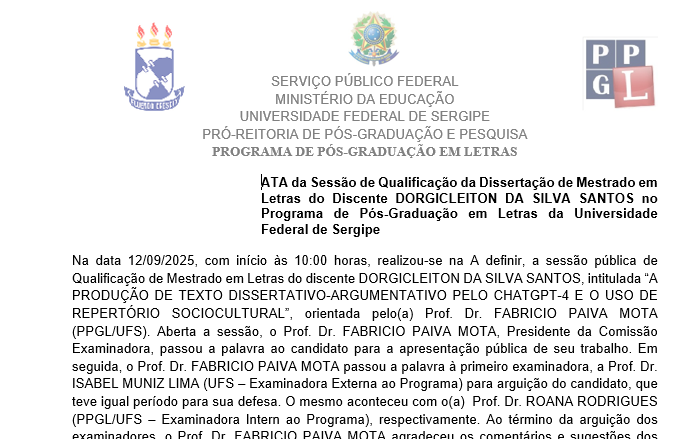 PP
GL
SERVIÇO PÚBLICO FEDERAL
MINISTÉRIO DA EDUCAÇÃO
UNIVERSIDADE FEDERAL DE SERGIPE
PRÓ-REITORIA DE PÓS-GRADUAÇÃO E PESQUISA
PROGRAMA DE PÓS-GRADUAÇÃO EM LETRAS
ATA da Sessão de Qualificação da Dissertação de Mestrado em
Letras do Discente DORGICLEITON DA SILVA SANTOS no
Programa de Pós-Graduação em Letras da Universidade
Federal de Sergipe
Na data 12/09/2025, com início às 10:00 horas, realizou-se na A definir, a sessão pública de
Qualificação de Mestrado em Letras do discente DORGICLEITON DA SILVA SANTOS, intitulada “A
PRODUÇÃO DE TEXTO DISSERTATIVO-ARGUMENTATIVO PELO CHATGPT-4 E O USO DE
REPERTÓRIO SOCIOCULTURAL”, orientada pelo(a) Prof. Dr. FABRICIO PAIVA MOTA
(PPGL/UFS). Aberta a sessão, o Prof. Dr. FABRICIO PAIVA MOTA, Presidente da Comissão
Examinadora, passou a palavra ao candidato para a apresentação pública de seu trabalho. Em
seguida, o Prof. Dr. FABRICIO PAIVA MOTA passou a palavra à primeiro examinadora, a Prof. Dr.
ISABEL MUNIZ LIMA (UFS – Examinadora Externa ao Programa) para arguição do candidato, que
teve igual período para sua defesa. O mesmo aconteceu com o(a) Prof. Dr. ROANA RODRIGUES
(PPGL/UFS – Examinadora Intern ao Programa), respectivamente. Ao término da arguição dos
examinadores, o Prof. Dr. FABRICIO PAIVA MOTA agradeceu os comentários e sugestões dos